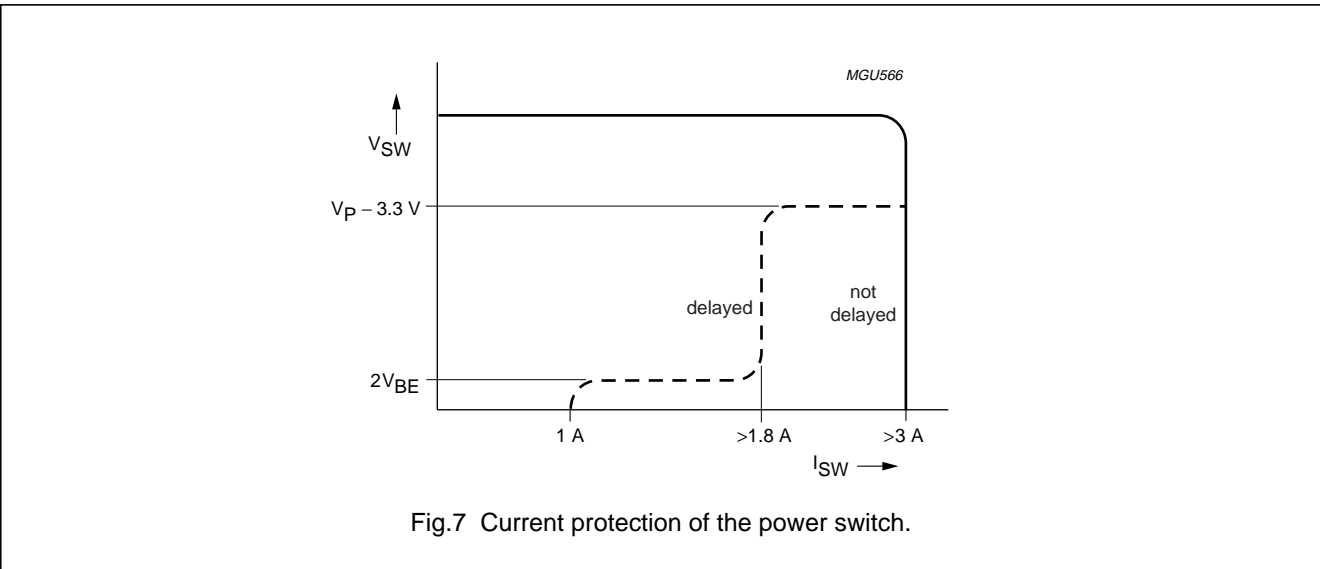 MGU566
VSW
VP − 3.3 V
delayed
not
delayed
2VBE
1 A
>1.8 A
>3 A
ISW
Fig.7 Current protection of the power switch.